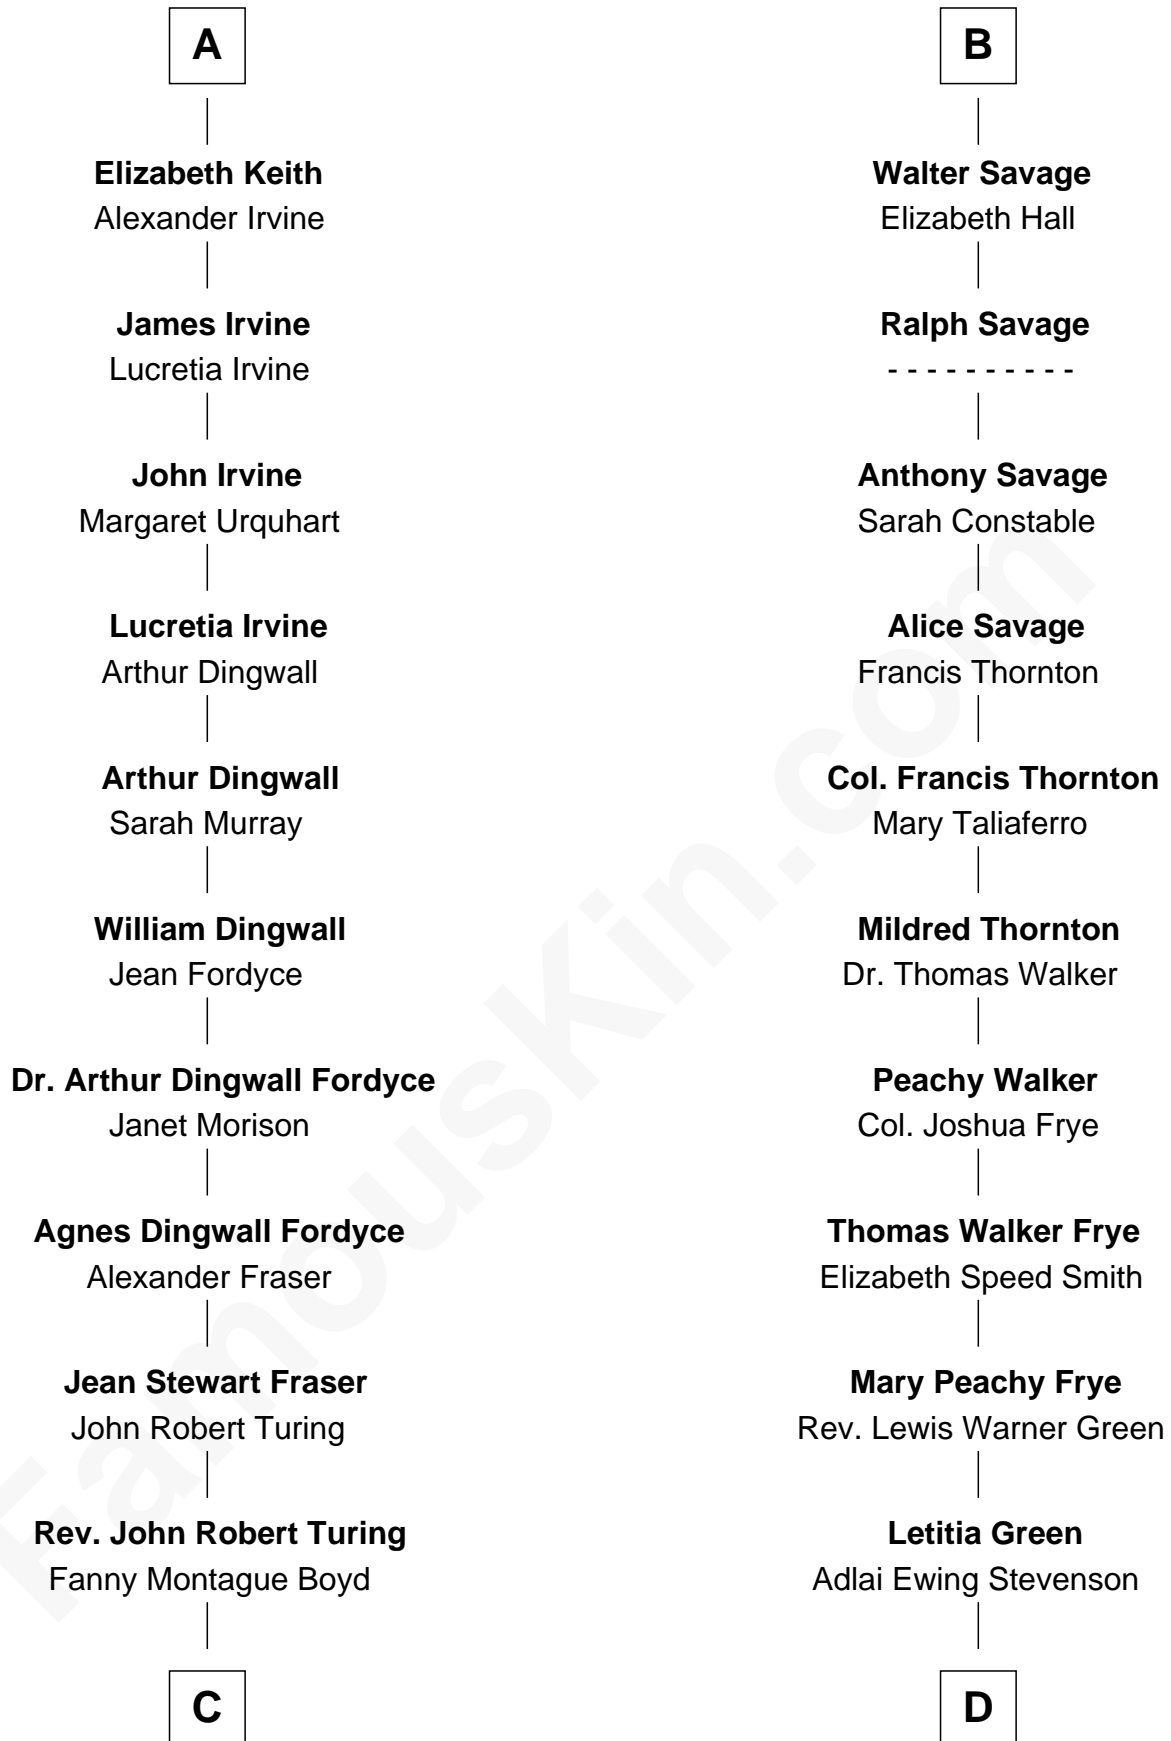 A
Elizabeth Keith
Alexander Irvine
James Irvine
Lucretia Irvine
John Irvine
Margaret Urquhart
Lucretia Irvine
Arthur Dingwall
Arthur Dingwall
Sarah Murray
William Dingwall
Jean Fordyce
Dr. Arthur Dingwall Fordyce
Janet Morison
Agnes Dingwall Fordyce
Alexander Fraser
Jean Stewart Fraser
John Robert Turing
Rev. John Robert Turing
Fanny Montague Boyd
C
B
Walter Savage
Elizabeth Hall
Ralph Savage
- - - - - - - - - -
Anthony Savage
Sarah Constable
Alice Savage
Francis Thornton
Col. Francis Thornton
Mary Taliaferro
Mildred Thornton
Dr. Thomas Walker
Peachy Walker
Col. Joshua Frye
Thomas Walker Frye
Elizabeth Speed Smith
Mary Peachy Frye
Rev. Lewis Warner Green
Letitia Green
Adlai Ewing Stevenson
D
FamousKin.com